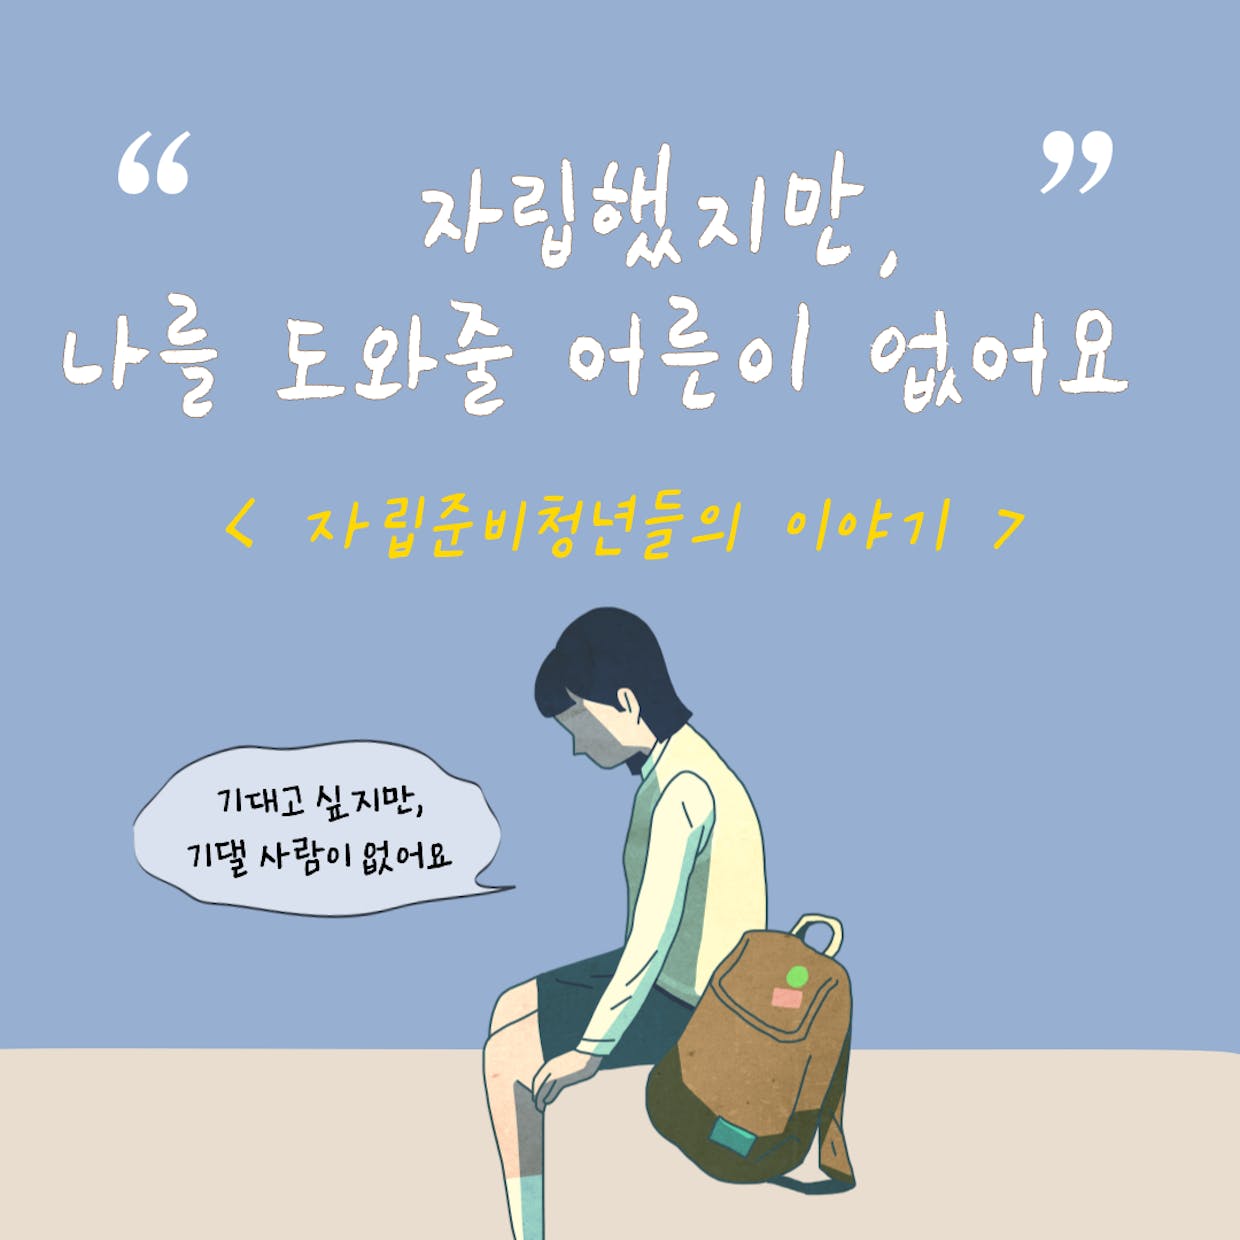 “ 자립했지만, ”
나를 도와줄 어른이 없어요
< 자립준비청년들의 이야기 >
기대고 싶지만,
기댈 사람이 없어요